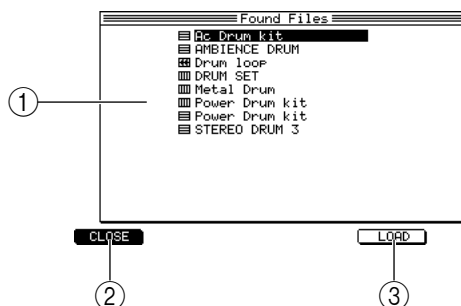 Found Files
Ac Drum kit
AMBIENCE DRUM
Drum loop
DRUM SET
Metal Drum
Power Drum kit
Power Drum kit
STEREO DRUM 3
1
CLOSE
LOAD
2
3